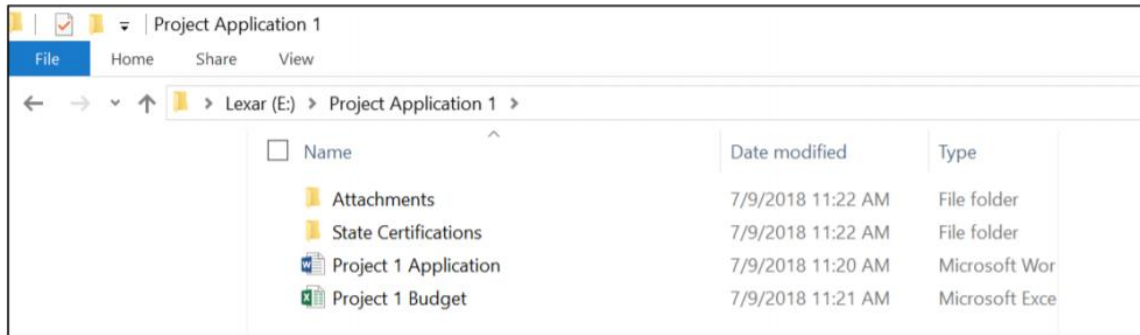 Project Application 1
File Home Share View
Lexar (E:) > Project Application 1 >
Name Date modified Type
Attachments 7/9/2018 11:22 AM File folder
State Certifications 7/9/2018 11:22 AM File folder
Project 1 Application 7/9/2018 11:20 AM Microsoft Wor
Project 1 Budget 7/9/2018 11:21 AM Microsoft Exce